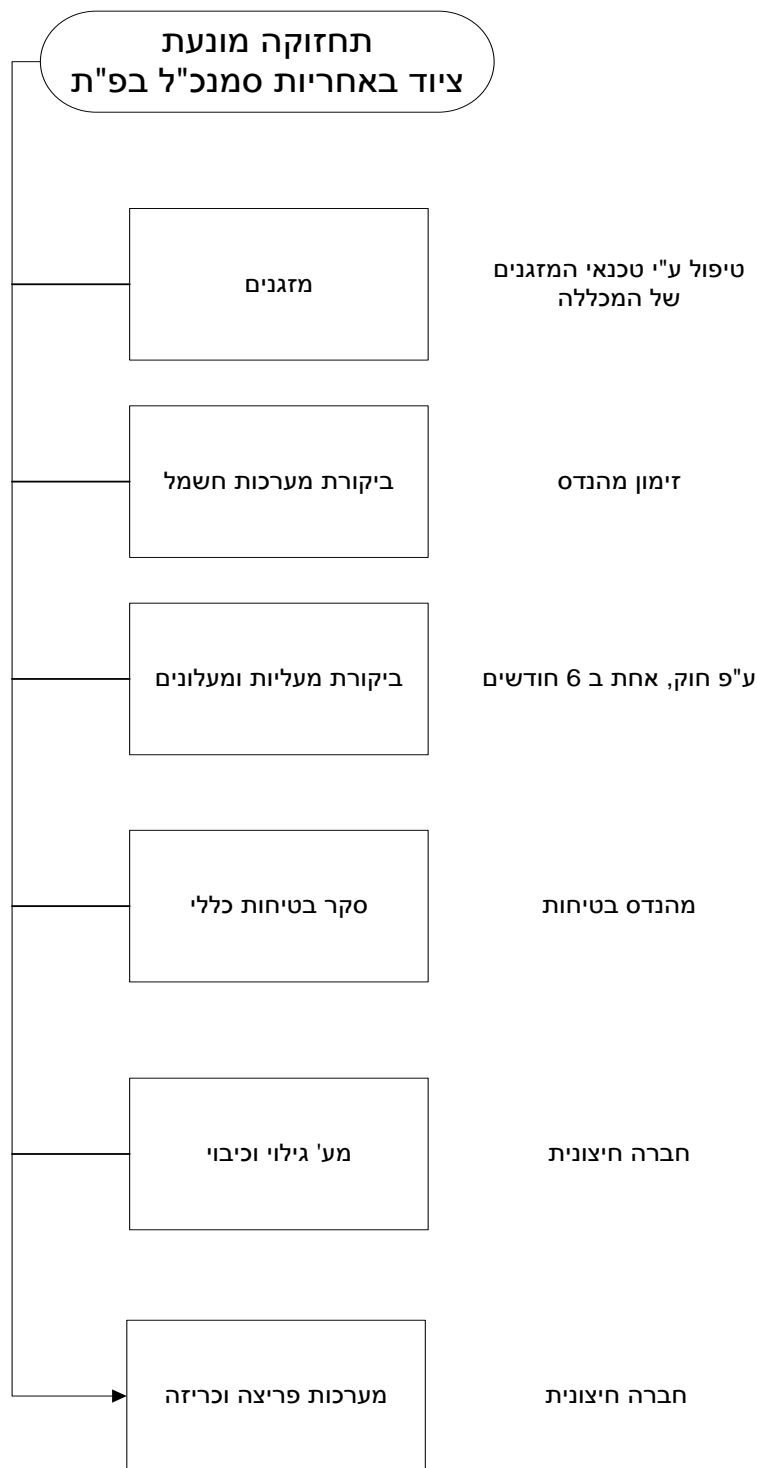 תחזוקה מונעת
ציוד באחריות סמנכ"ל בפ"ת
מזגנים
טיפול ע"י טכנאי המזגנים
של המכללה
ביקורת מערכות חשמל
זימון מהנדס
ביקורת מעליות ומעלונים
ע"פ חוק, אחת ב 6 חודשים
סקר בטיחות כללי
מהנדס בטיחות
מע' גילוי וכיבוי
חברה חיצונית
מערכות פריצה וכריזה
חברה חיצונית